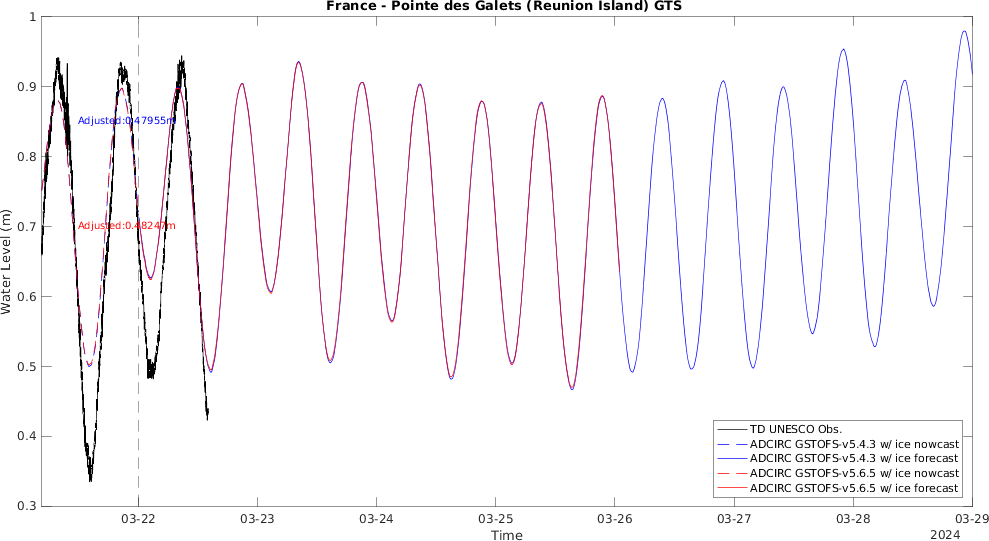 France - Pointe des Galets (Reunion Island) GTS
1
0.9
0.8
0.7
0.6
0.5
0.4
0.3
Water Level (m)
Adjusted:0.47955m
Adjusted:0.48247m
TD UNESCO Obs.
ADCIRC GSTOFS-v5.4.3 w/ ice nowcast
ADCIRC GSTOFS-v5.4.3 w/ ice forecast
ADCIRC GSTOFS-v5.6.5 w/ ice nowcast
ADCIRC GSTOFS-v5.6.5 w/ ice forecast
03-22 03-23 03-24 03-25 03-26 03-27 03-28 03-29
Time
2024